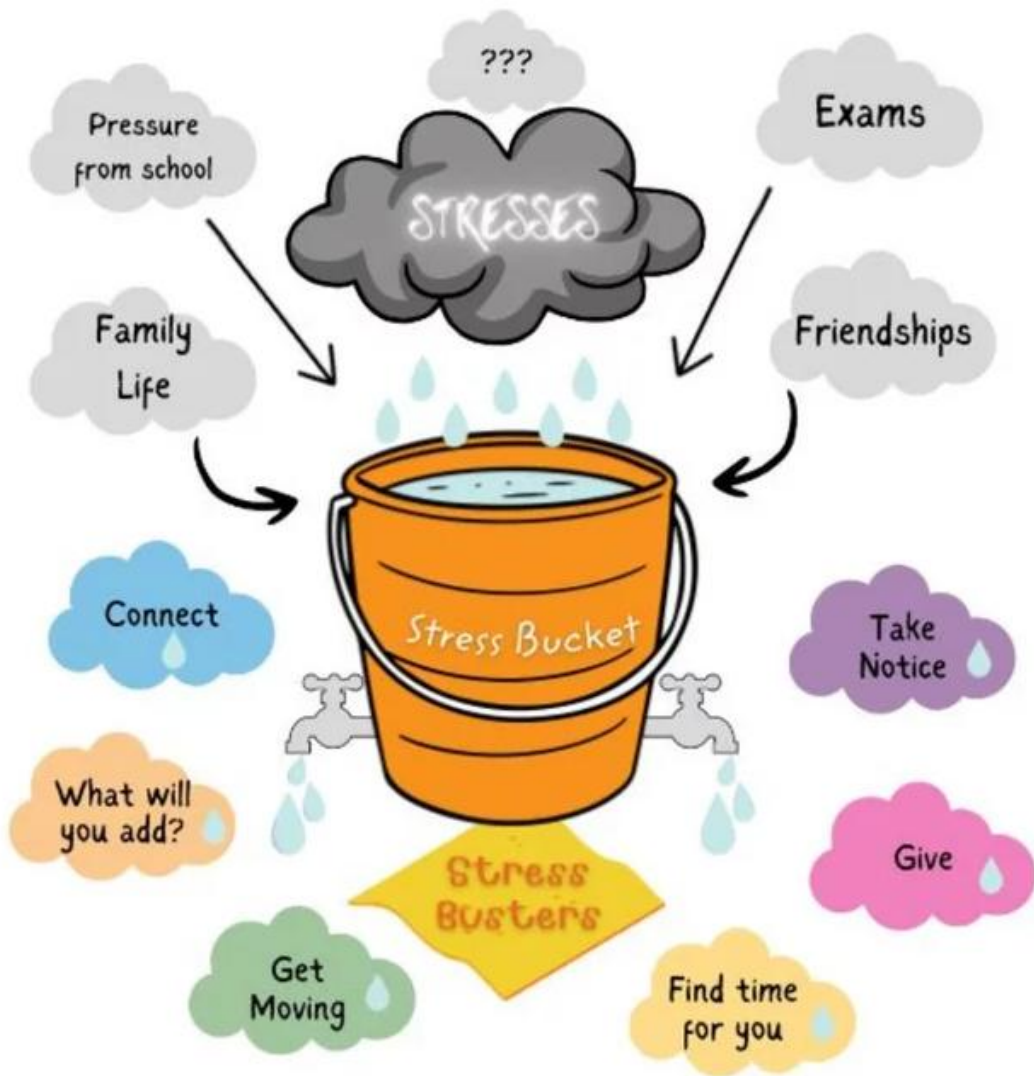 ???
Pressure
from school
Exams
STRESSES
Family
Life
Friendships
Connect
Stress Bucket
Take
Notice
What will
you add?
Give
Stress
Busters
Get
Moving
Find time
for you